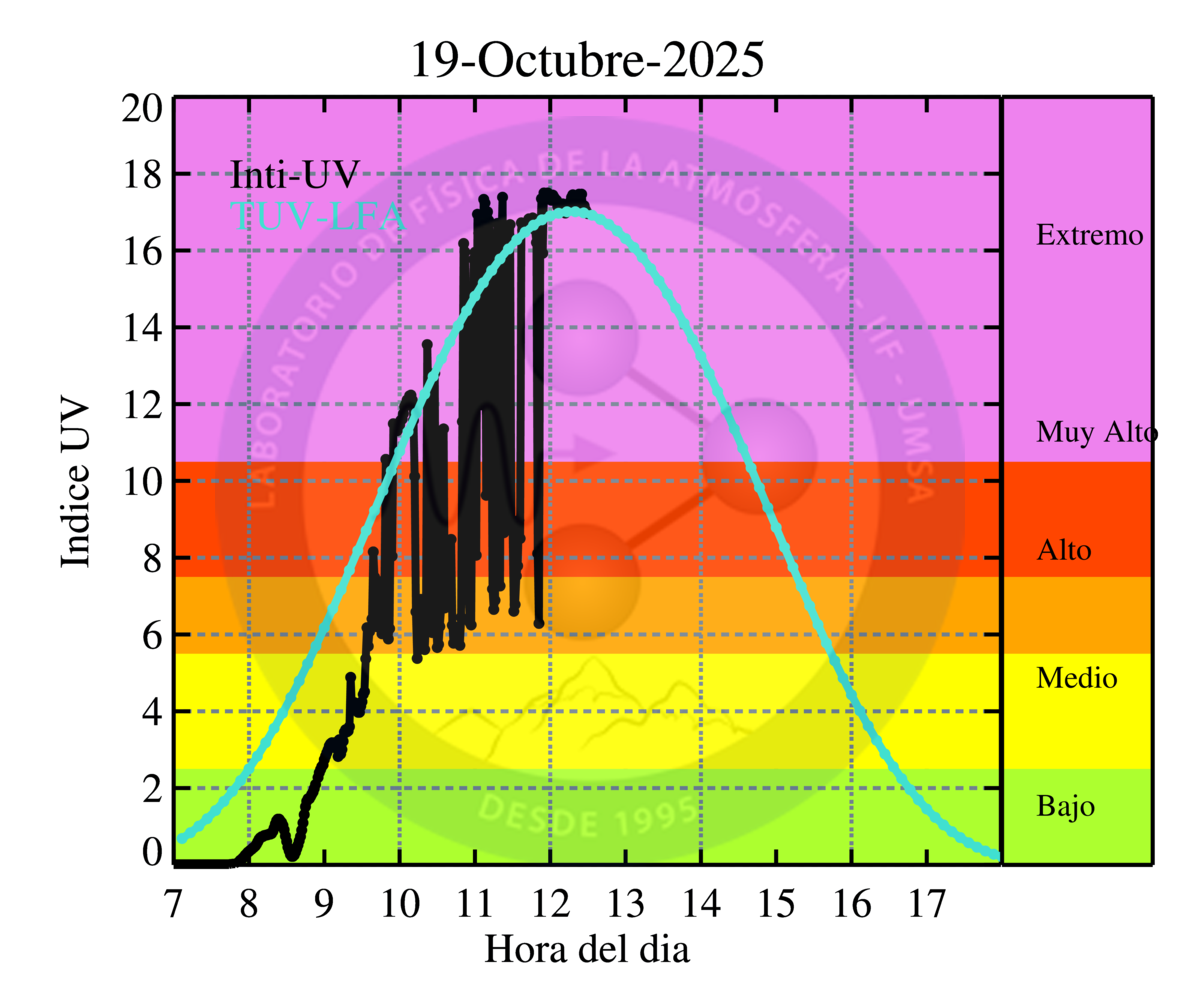 19-Octubre-2025
20
18
16
14
12
10
8
6
4
2
0
Indice UV
Inti-UV
TUV-LFA
LABORATORIO DE FÍSICA DE LA ATMÓSFERA - IIF - UMSA
DESDE 1995
Extremo
Muy Alto
Alto
Medio
Bajo
7 8 9 10 11 12 13 14 15 16 17
Hora del dia